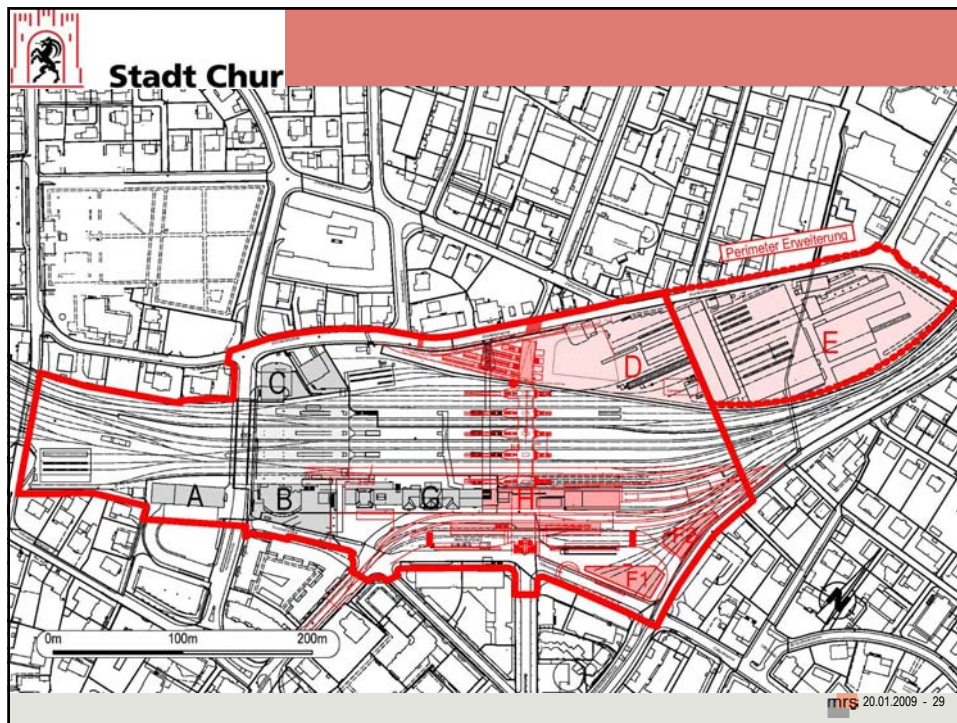 Stadt Chur
Perimeter Erweiterung
E
D
C
A
B
G
H
F2
F1
N
0m 100m 200m
mrs 20.01.2009 - 29